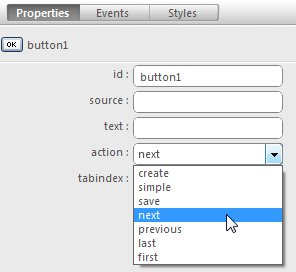 Properties Events Styles
OK button1
id : button1
source :
text :
action : next
tabindex :
create
simple
save
next
previous
last
first